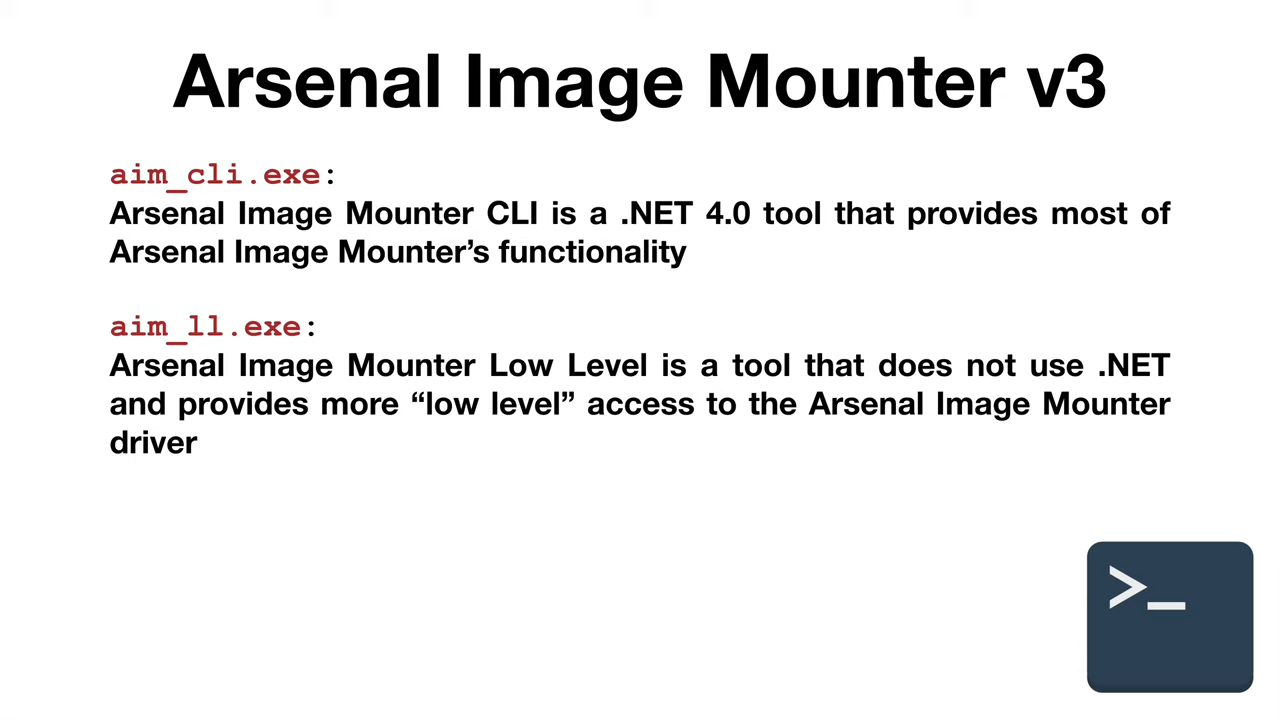 Arsenal Image Mounter v3
aim_cli.exe:
Arsenal Image Mounter CLI is a .NET 4.0 tool that provides most of
Arsenal Image Mounter’s functionality
aim_ll.exe:
Arsenal Image Mounter Low Level is a tool that does not use .NET
and provides more “low level” access to the Arsenal Image Mounter
driver
>_